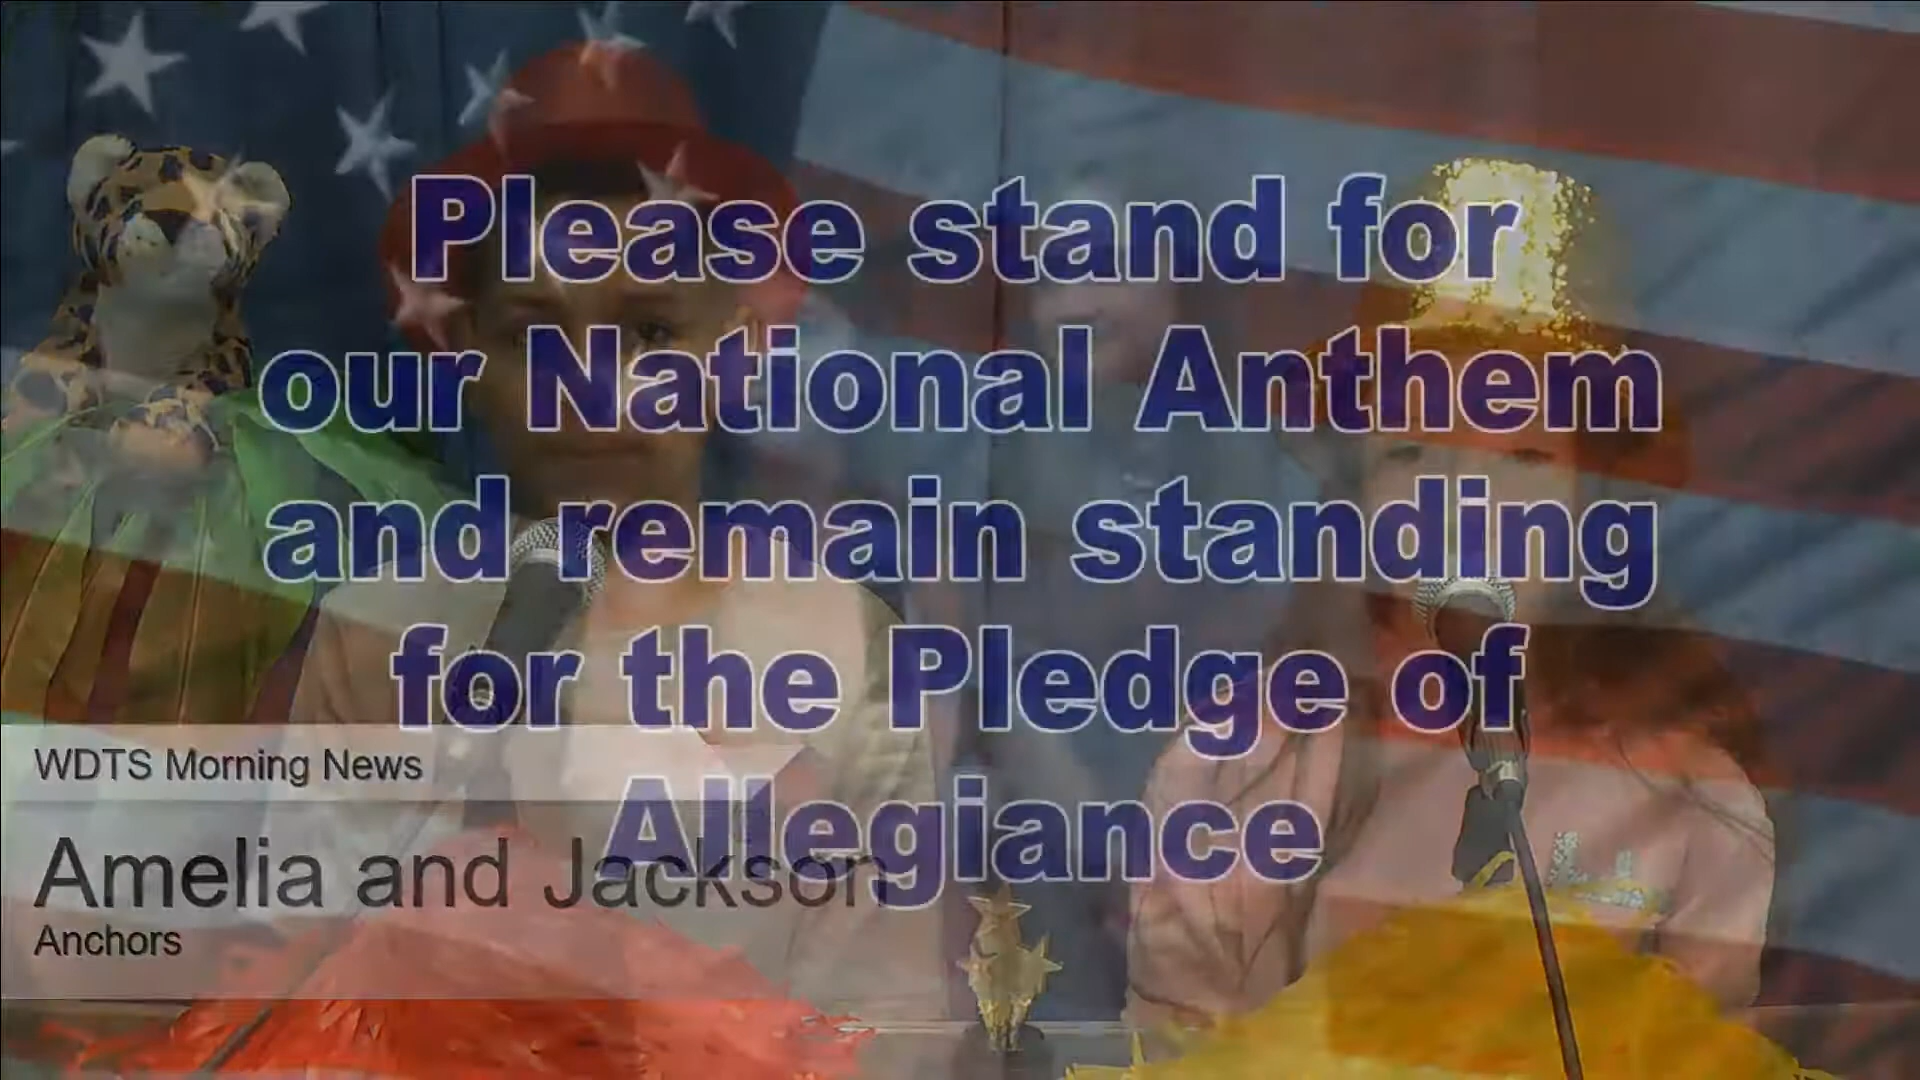 Please stand for
our National Anthem
and remain standing
for the Pledge of
Allegiance
WDTS Morning News
Amelia and Jackson
Anchors